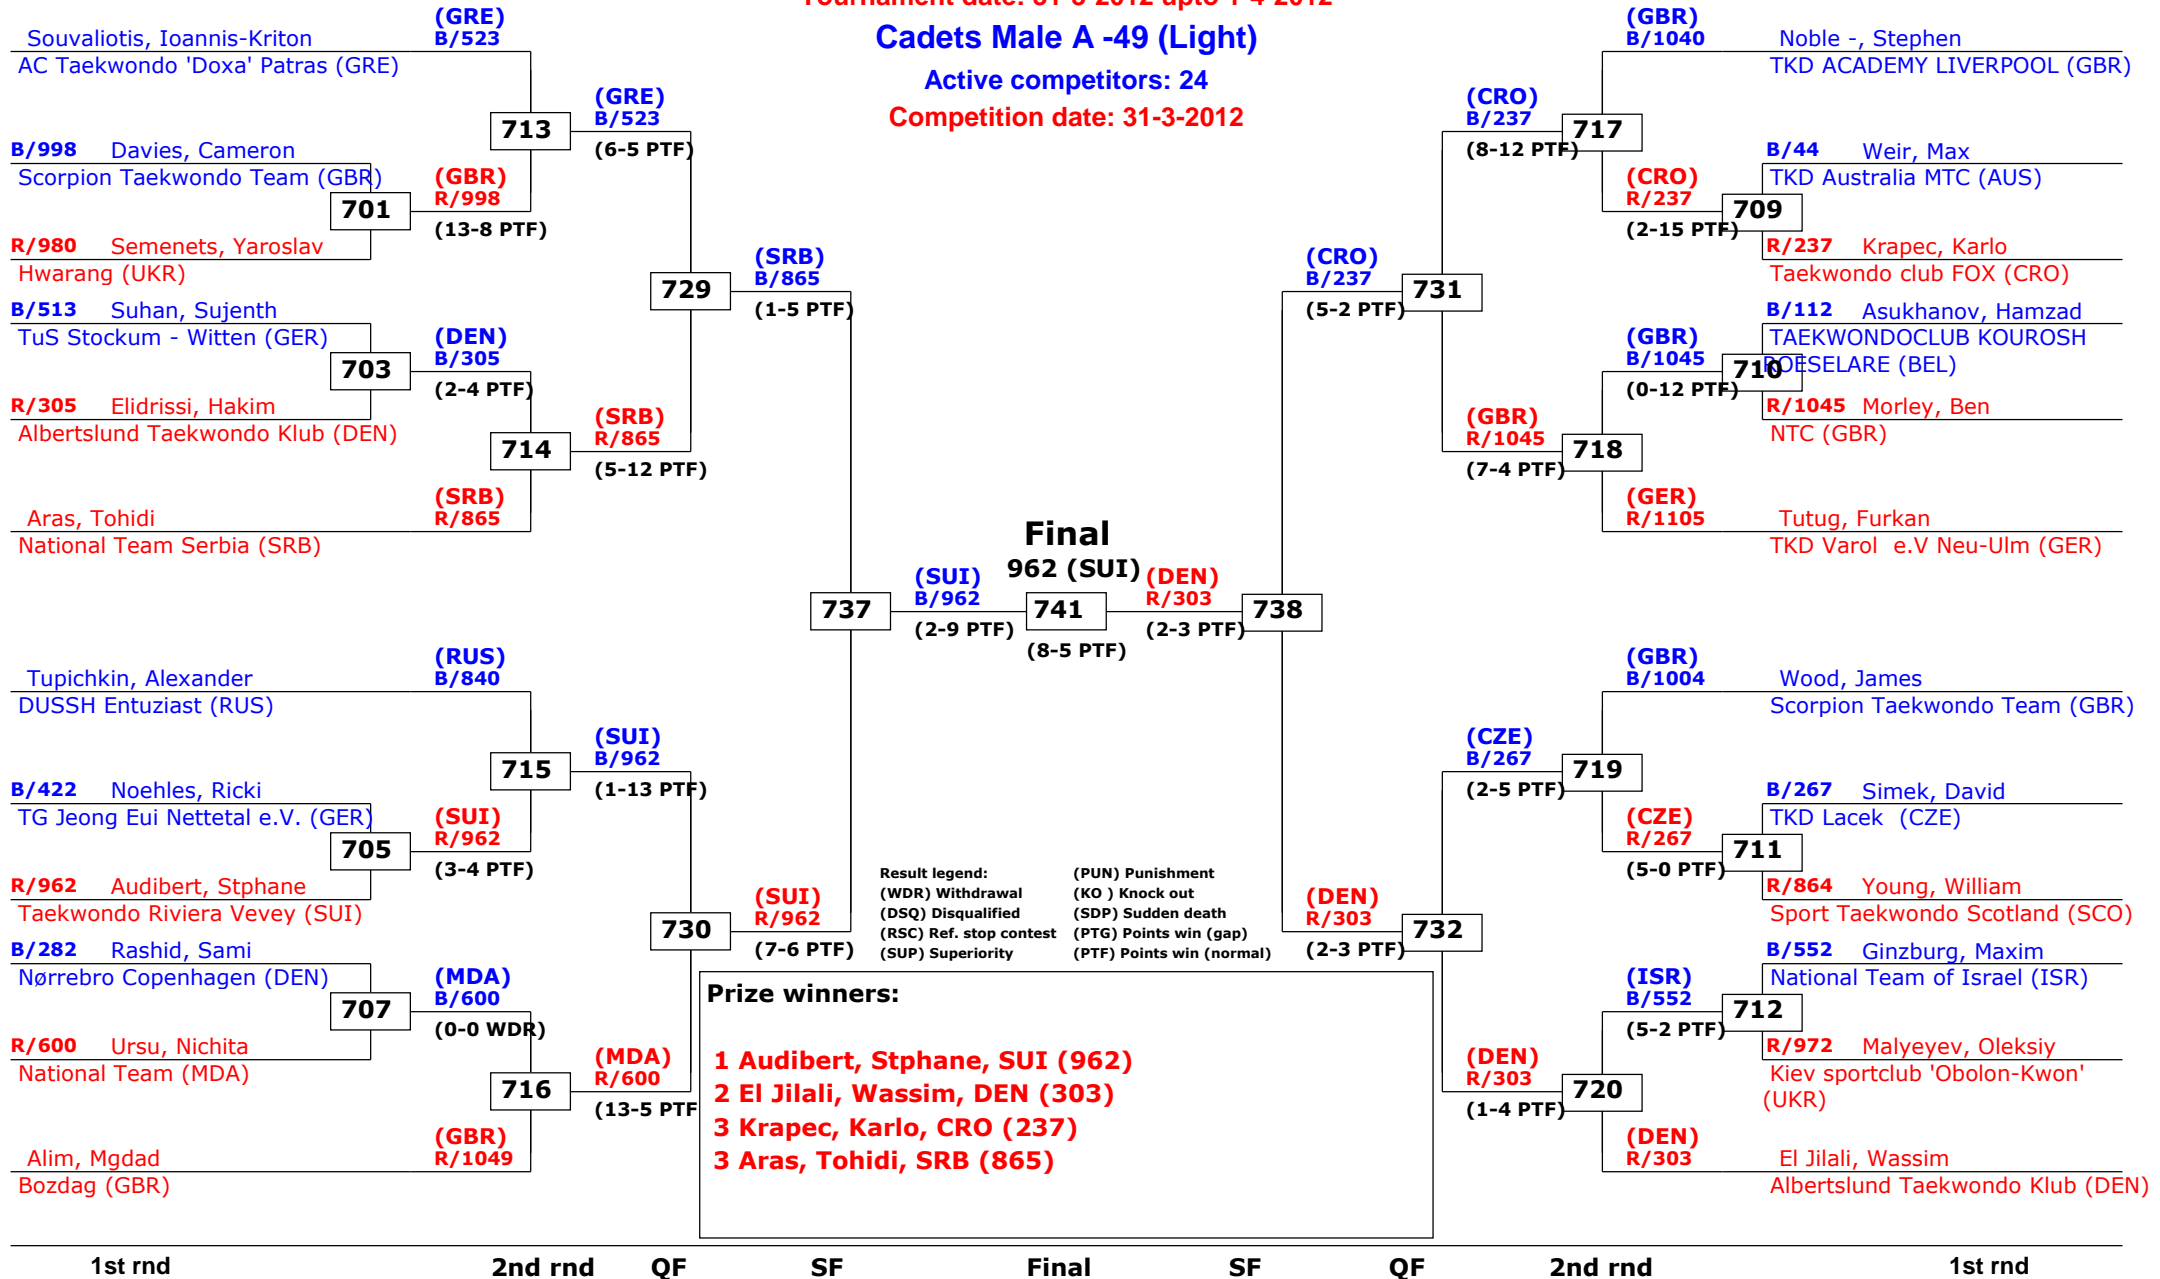 Tournament date: 31-3-2012 upto 1-4-2012
Cadets Male A -49 (Light)
Active competitors: 24
Competition date: 31-3-2012
(GRE)
B/523
Souvaliotis, Ioannis-Kriton
AC Taekwondo 'Doxa' Patras (GRE)
B/998 Davies, Cameron
Scorpion Taekwondo Team (GBR)
701
(GBR)
R/998
(13-8 PTF)
R/980 Semenets, Yaroslav
Hwarang (UKR)
713
(GRE)
B/523
(6-5 PTF)
B/513 Suhan, Sujenth
TuS Stockum - Witten (GER)
703
(DEN)
B/305
(2-4 PTF)
R/305 Elidrissi, Hakim
Albertslund Taekwondo Klub (DEN)
714
(SRB)
R/865
(5-12 PTF)
(SRB)
R/865
Aras, Tohidi
National Team Serbia (SRB)
729
(SRB)
B/865
(1-5 PTF)
(RUS)
B/840
Tupichkin, Alexander
DUSSH Entuziast (RUS)
715
(SUI)
B/962
(1-13 PTF)
B/422 Noehles, Ricki
TG Jeong Eui Nettetal e.V. (GER)
705
(SUI)
R/962
(3-4 PTF)
R/962 Audibert, Stphane
Taekwondo Riviera Vevey (SUI)
730
(SUI)
R/962
(7-6 PTF)
B/282 Rashid, Sami
Nørrebro Copenhagen (DEN)
707
(MDA)
B/600
(0-0 WDR)
R/600 Ursu, Nichita
National Team (MDA)
716
(MDA)
R/600
(13-5 PTF
(GBR)
R/1049
Alim, Mgdad
Bozdag (GBR)
737
(SUI)
B/962
(2-9 PTF)
Final
962 (SUI)
741
(8-5 PTF)
(DEN)
R/303
(2-3 PTF)
738
(GBR)
B/1040
Noble -, Stephen
TKD ACADEMY LIVERPOOL (GBR)
(CRO)
B/237
(8-12 PTF)
717
B/44 Weir, Max
TKD Australia MTC (AUS)
(CRO)
R/237
(2-15 PTF)
709
R/237 Krapec, Karlo
Taekwondo club FOX (CRO)
(CRO)
B/237
(5-2 PTF)
731
B/112 Asukhanov, Hamzad
TAEKWONDOCLUB KOUROSH
ROESELARE (BEL)
(GBR)
B/1045
(0-12 PTF)
710
R/1045 Morley, Ben
NTC (GBR)
(GBR)
R/1045
(7-4 PTF)
718
(GER)
R/1105
Tutug, Furkan
TKD Varol e.V Neu-Ulm (GER)
(GBR)
B/1004
Wood, James
Scorpion Taekwondo Team (GBR)
(CZE)
B/267
(2-5 PTF)
719
B/267 Simek, David
TKD Lacek (CZE)
(CZE)
R/267
(5-0 PTF)
711
R/864 Young, William
Sport Taekwondo Scotland (SCO)
(DEN)
R/303
(2-3 PTF)
732
B/552 Ginzburg, Maxim
National Team of Israel (ISR)
(ISR)
B/552
(5-2 PTF)
712
R/972 Malyeyev, Oleksiy
Kiev sportclub 'Obolon-Kwon'
(UKR)
(DEN)
R/303
(1-4 PTF)
720
(DEN)
R/303
El Jilali, Wassim
Albertslund Taekwondo Klub (DEN)
Result legend: (PUN) Punishment
(WDR) Withdrawal (KO ) Knock out
(DSQ) Disqualified (SDP) Sudden death
(RSC) Ref. stop contest (PTG) Points win (gap)
(SUP) Superiority (PTF) Points win (normal)
Prize winners:
1 Audibert, Stphane, SUI (962)
2 El Jilali, Wassim, DEN (303)
3 Krapec, Karlo, CRO (237)
3 Aras, Tohidi, SRB (865)
1st rnd 2nd rnd QF SF Final SF QF 2nd rnd 1st rnd